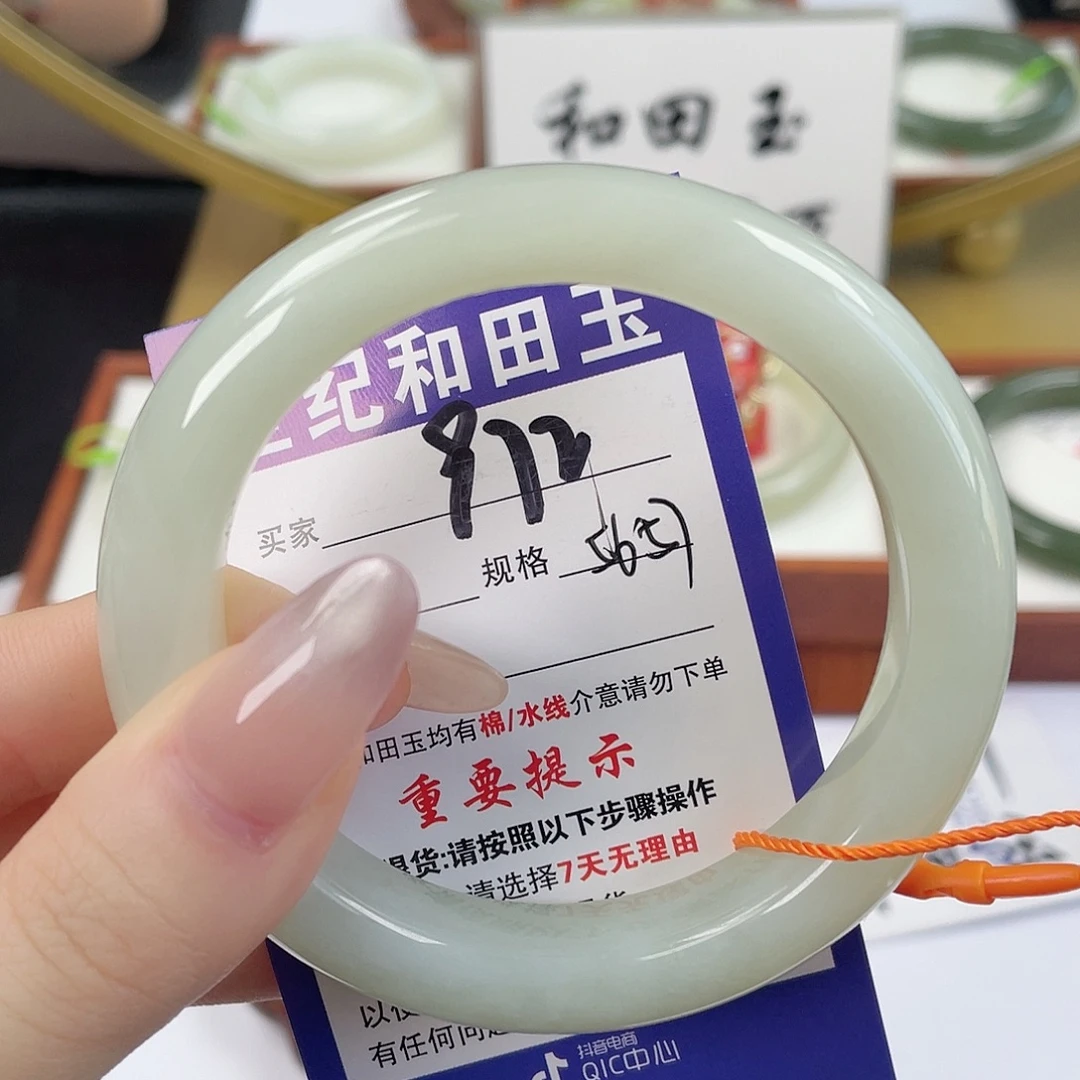 和田玉
纪和田玉
912
买家
规格 56

和田玉均有棉/水线介意请勿下单
重要提示
退货:请按照以下步骤操作
请选择7天无理由
有任何问题
抖音电商
QIC中心